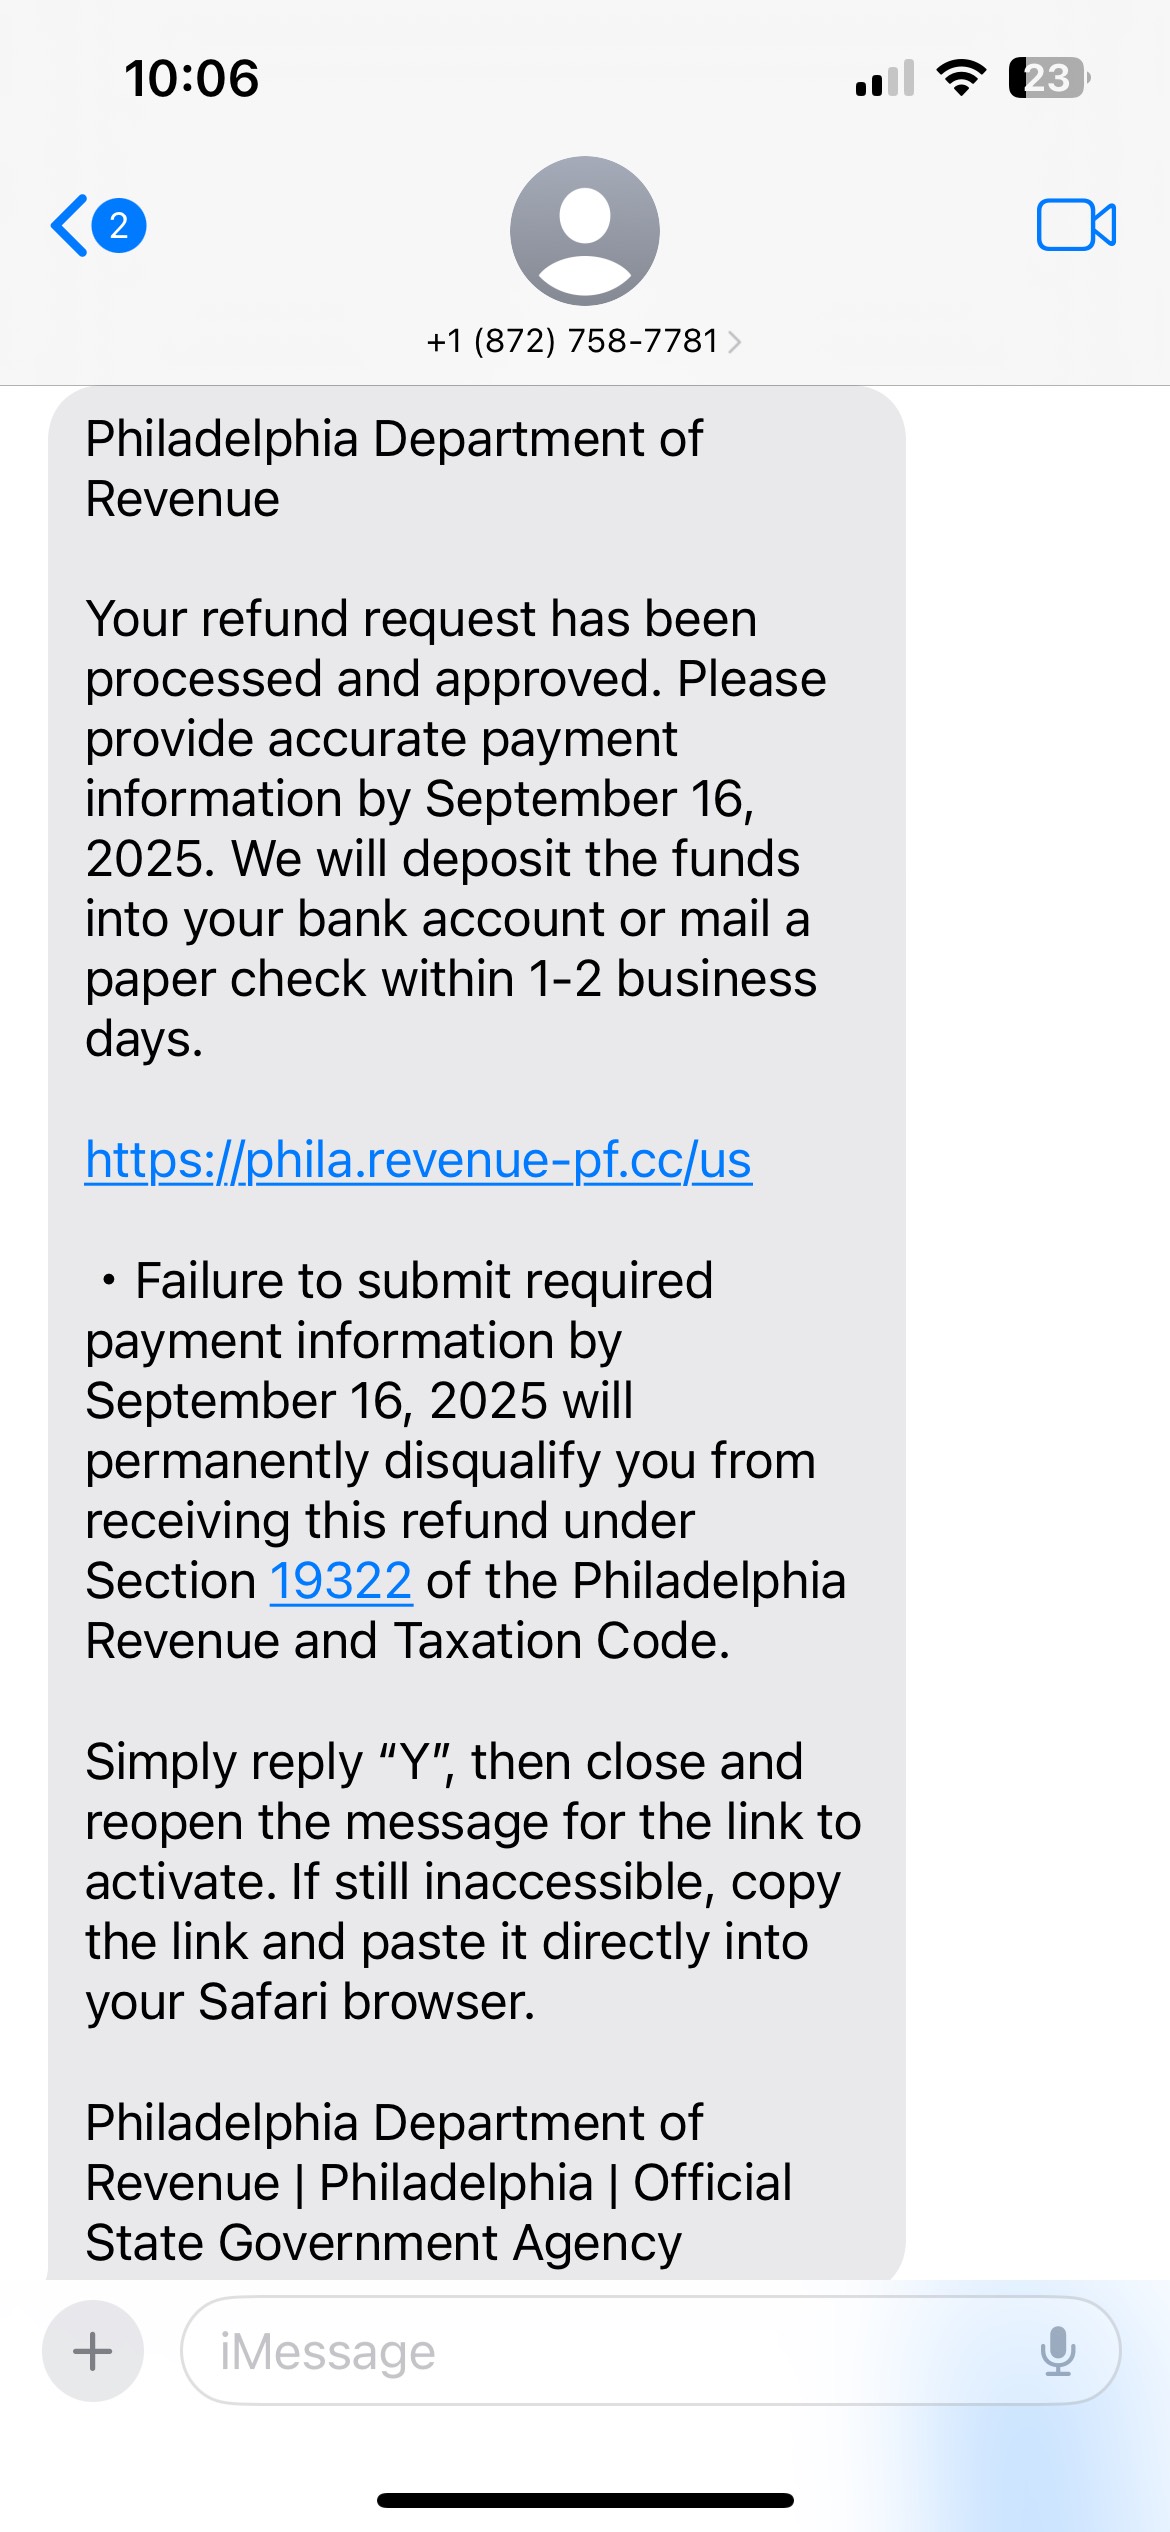 10:06
23
2
+1 (872) 758-7781
Philadelphia Department of
Revenue
Your refund request has been
processed and approved. Please
provide accurate payment
information by September 16,
2025. We will deposit the funds
into your bank account or mail a
paper check within 1-2 business
days.
https://phila.revenue-pf.cc/us
• Failure to submit required
payment information by
September 16, 2025 will
permanently disqualify you from
receiving this refund under
Section 19322 of the Philadelphia
Revenue and Taxation Code.
Simply reply “Y”, then close and
reopen the message for the link to
activate. If still inaccessible, copy
the link and paste it directly into
your Safari browser.
Philadelphia Department of
Revenue | Philadelphia | Official
State Government Agency
iMessage